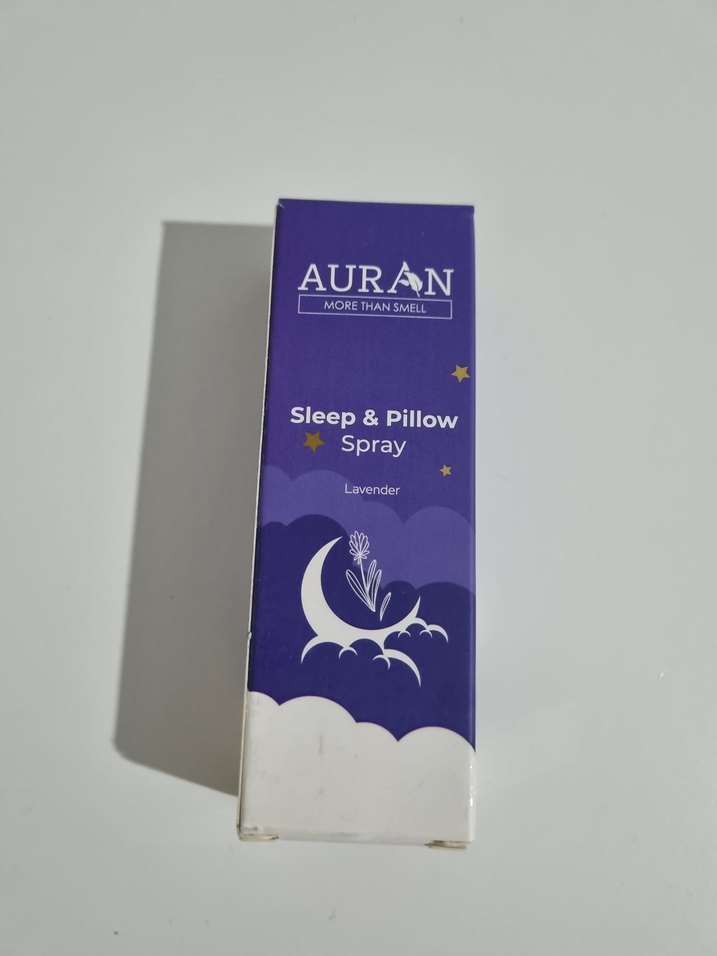 AURAN
MORE THAN SMELL
Sleep & Pillow
Spray
Lavender